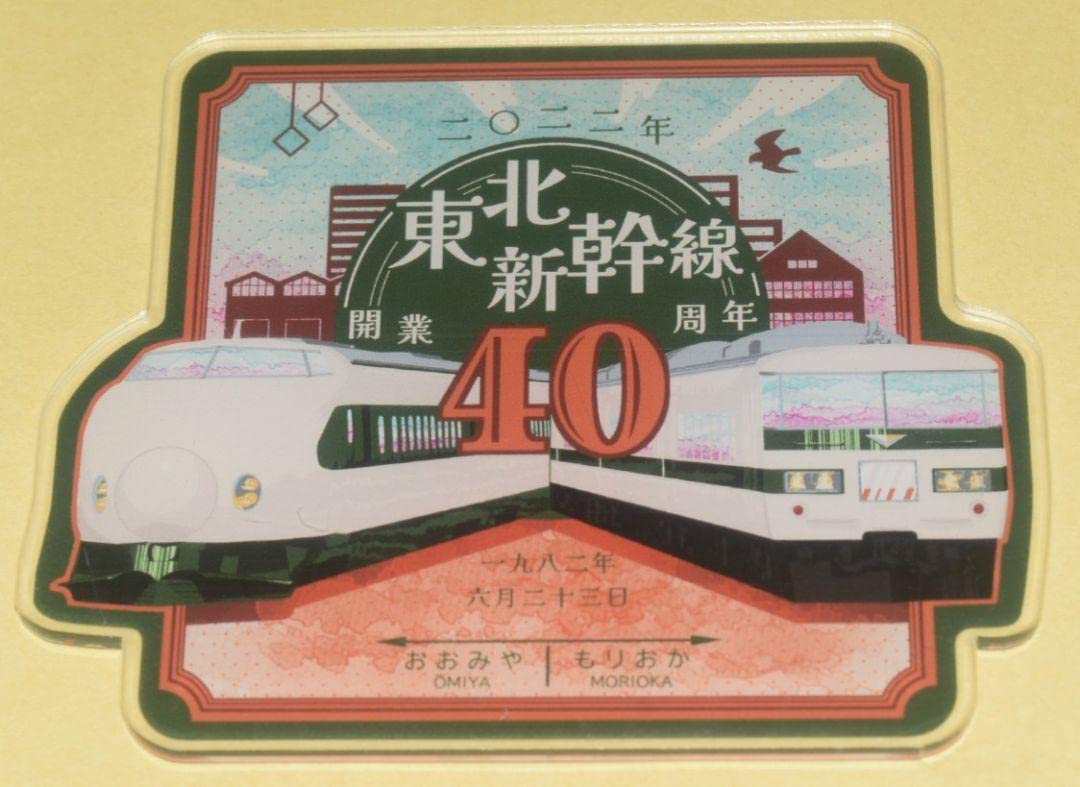 二〇二二年
東北
新幹線
開業 周年
40
一九八二年
六月二十三日
おおみや もりおか
ŌMIYA MORIOKA